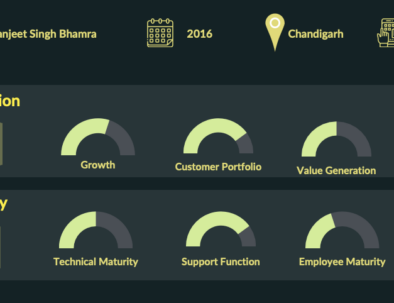 anjeet Singh Bhamra
2016
Chandigarh
ion
Growth
Customer Portfolio
Value Generation
y
Technical Maturity
Support Function
Employee Maturity